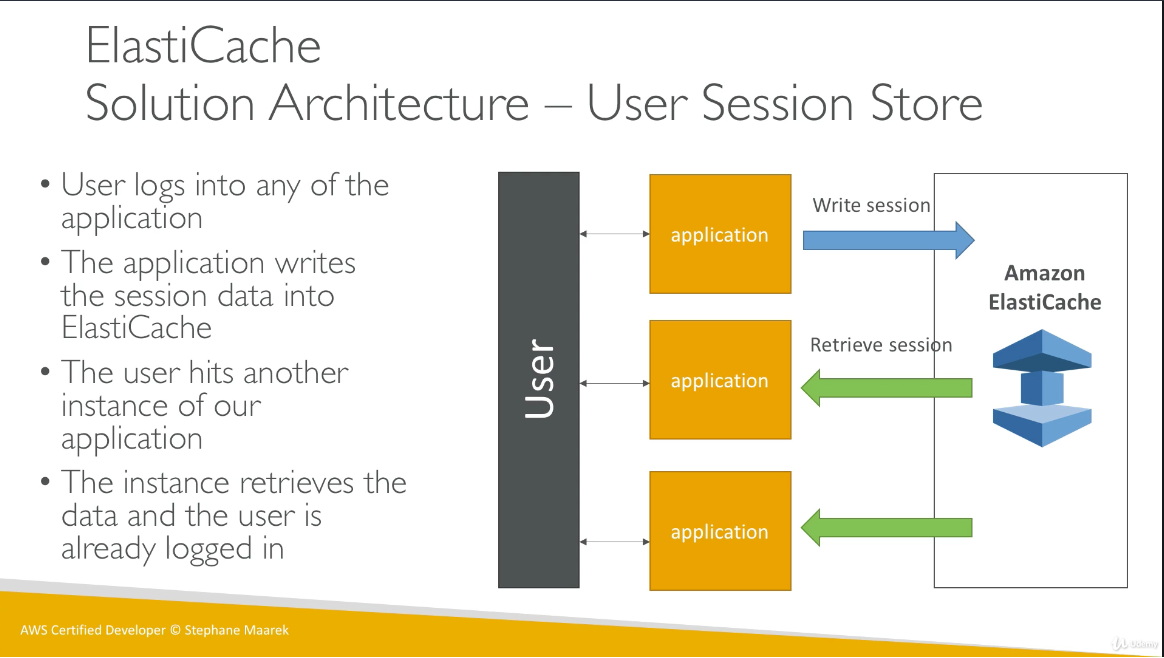 ElastiCache
Solution Architecture – User Session Store
• User logs into any of the
application
• The application writes
the session data into
ElastiCache
• The user hits another
instance of our
application
• The instance retrieves the
data and the user is
already logged in
User
application
application
application
Write session
Retrieve session
Amazon
ElastiCache
AWS Certified Developer © Stephane Maarek
Udemy